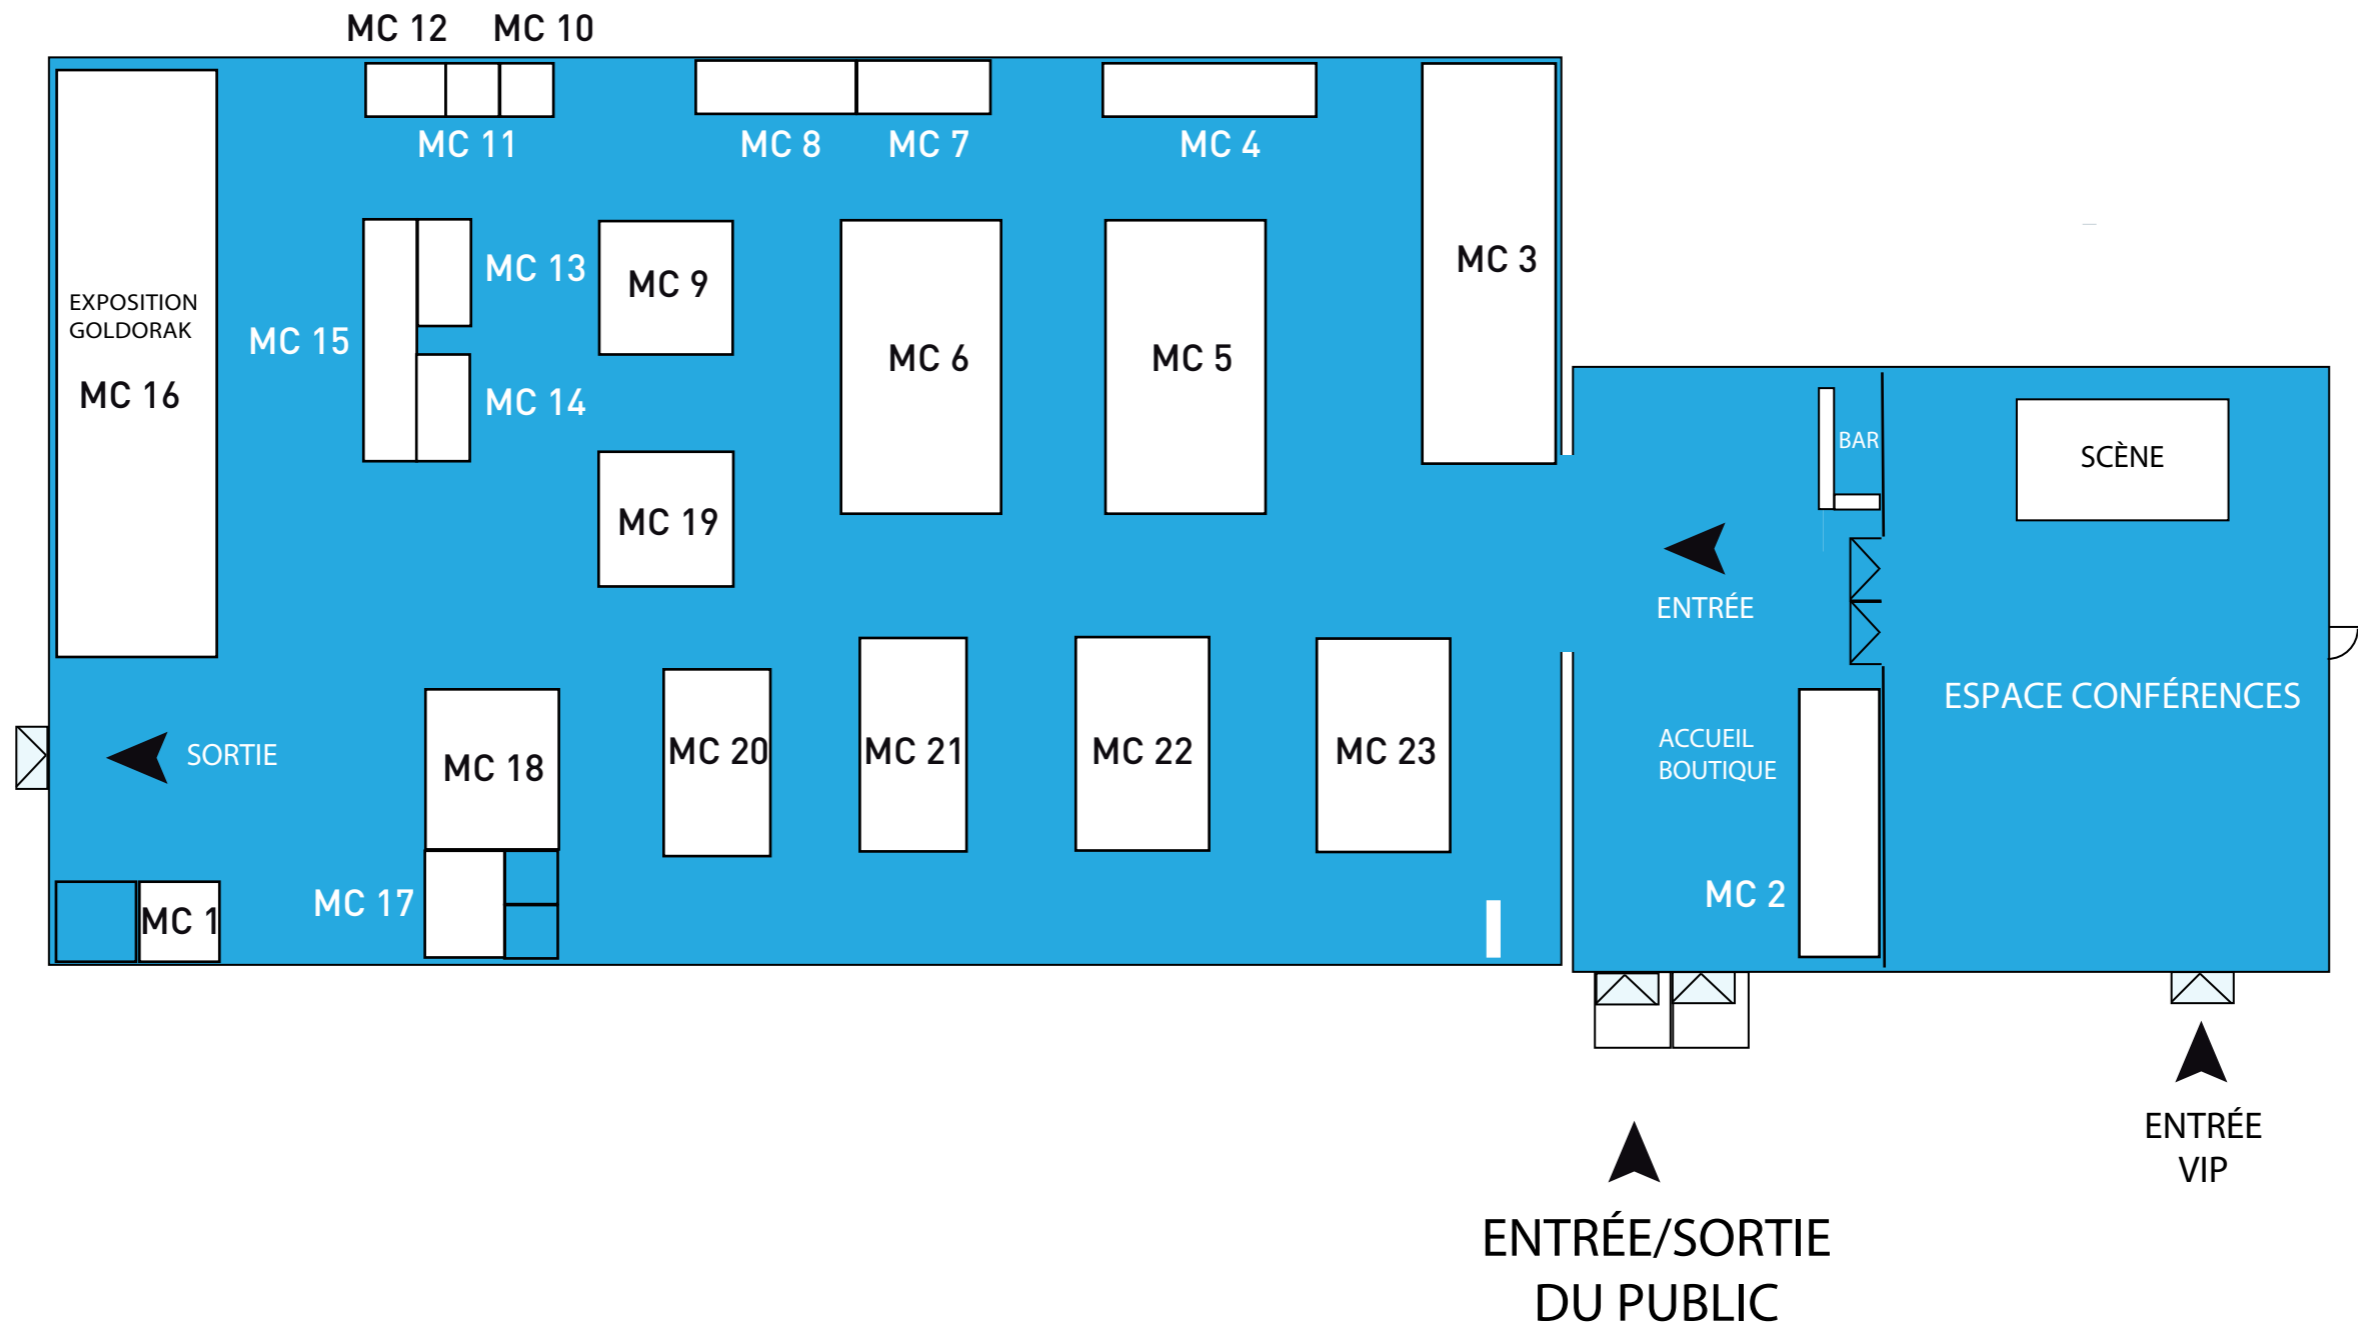 MC 12
MC 10
MC 11
MC 8
MC 7
MC 4
MC 3
MC 13
MC 9
EXPOSITION
GOLDORAK
MC 15
MC 6
MC 5
MC 16
MC 14
BAR
SCÈNE
MC 19
ENTRÉE
ESPACE CONFÉRENCES
SORTIE
MC 18
MC 20
MC 21
MC 22
MC 23
ACCUEIL
BOUTIQUE
MC 17
MC 2
MC 1
ENTRÉE
VIP
ENTRÉE/SORTIE
DU PUBLIC